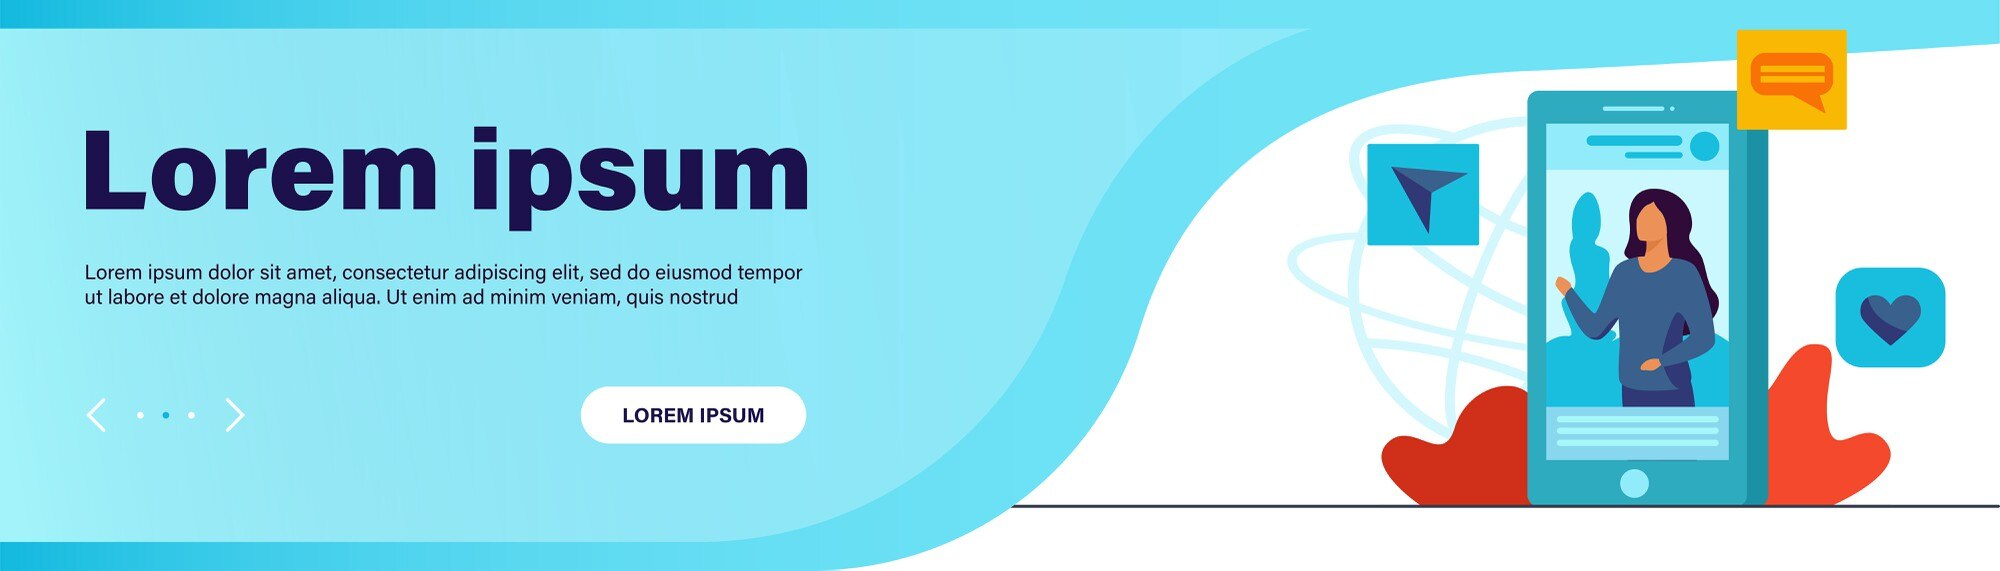 Lorem ipsum
Lorem ipsum dolor sit amet, consectetur adipiscing elit, sed do eiusmod tempor
ut labore et dolore magna aliqua. Ut enim ad minim veniam, quis nostrud
LOREM IPSUM